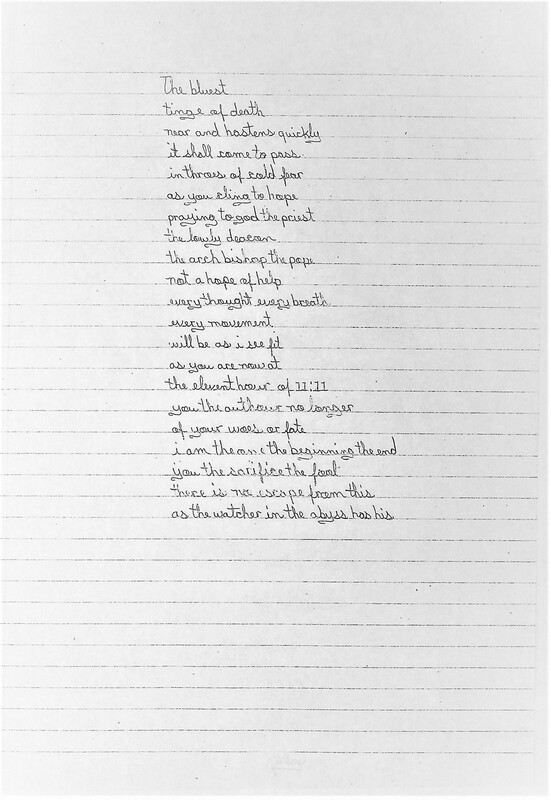 The bluest
tinge of death
near and hastens quickly
it shall come to pass
in throes of cold fear
as you cling to hope
praying to god the priest
the lowly deacon
the arch bishop the pope
not a hope of help
every thought every breath
every movement
will be as i see fit
as you are now at
the elevent hour of 11:11
you the authour no longer
of your woes or fate
i am the one the beginning the end
you the sacrifice the fool
there is no escape from this
as the watcher in the abyss has his